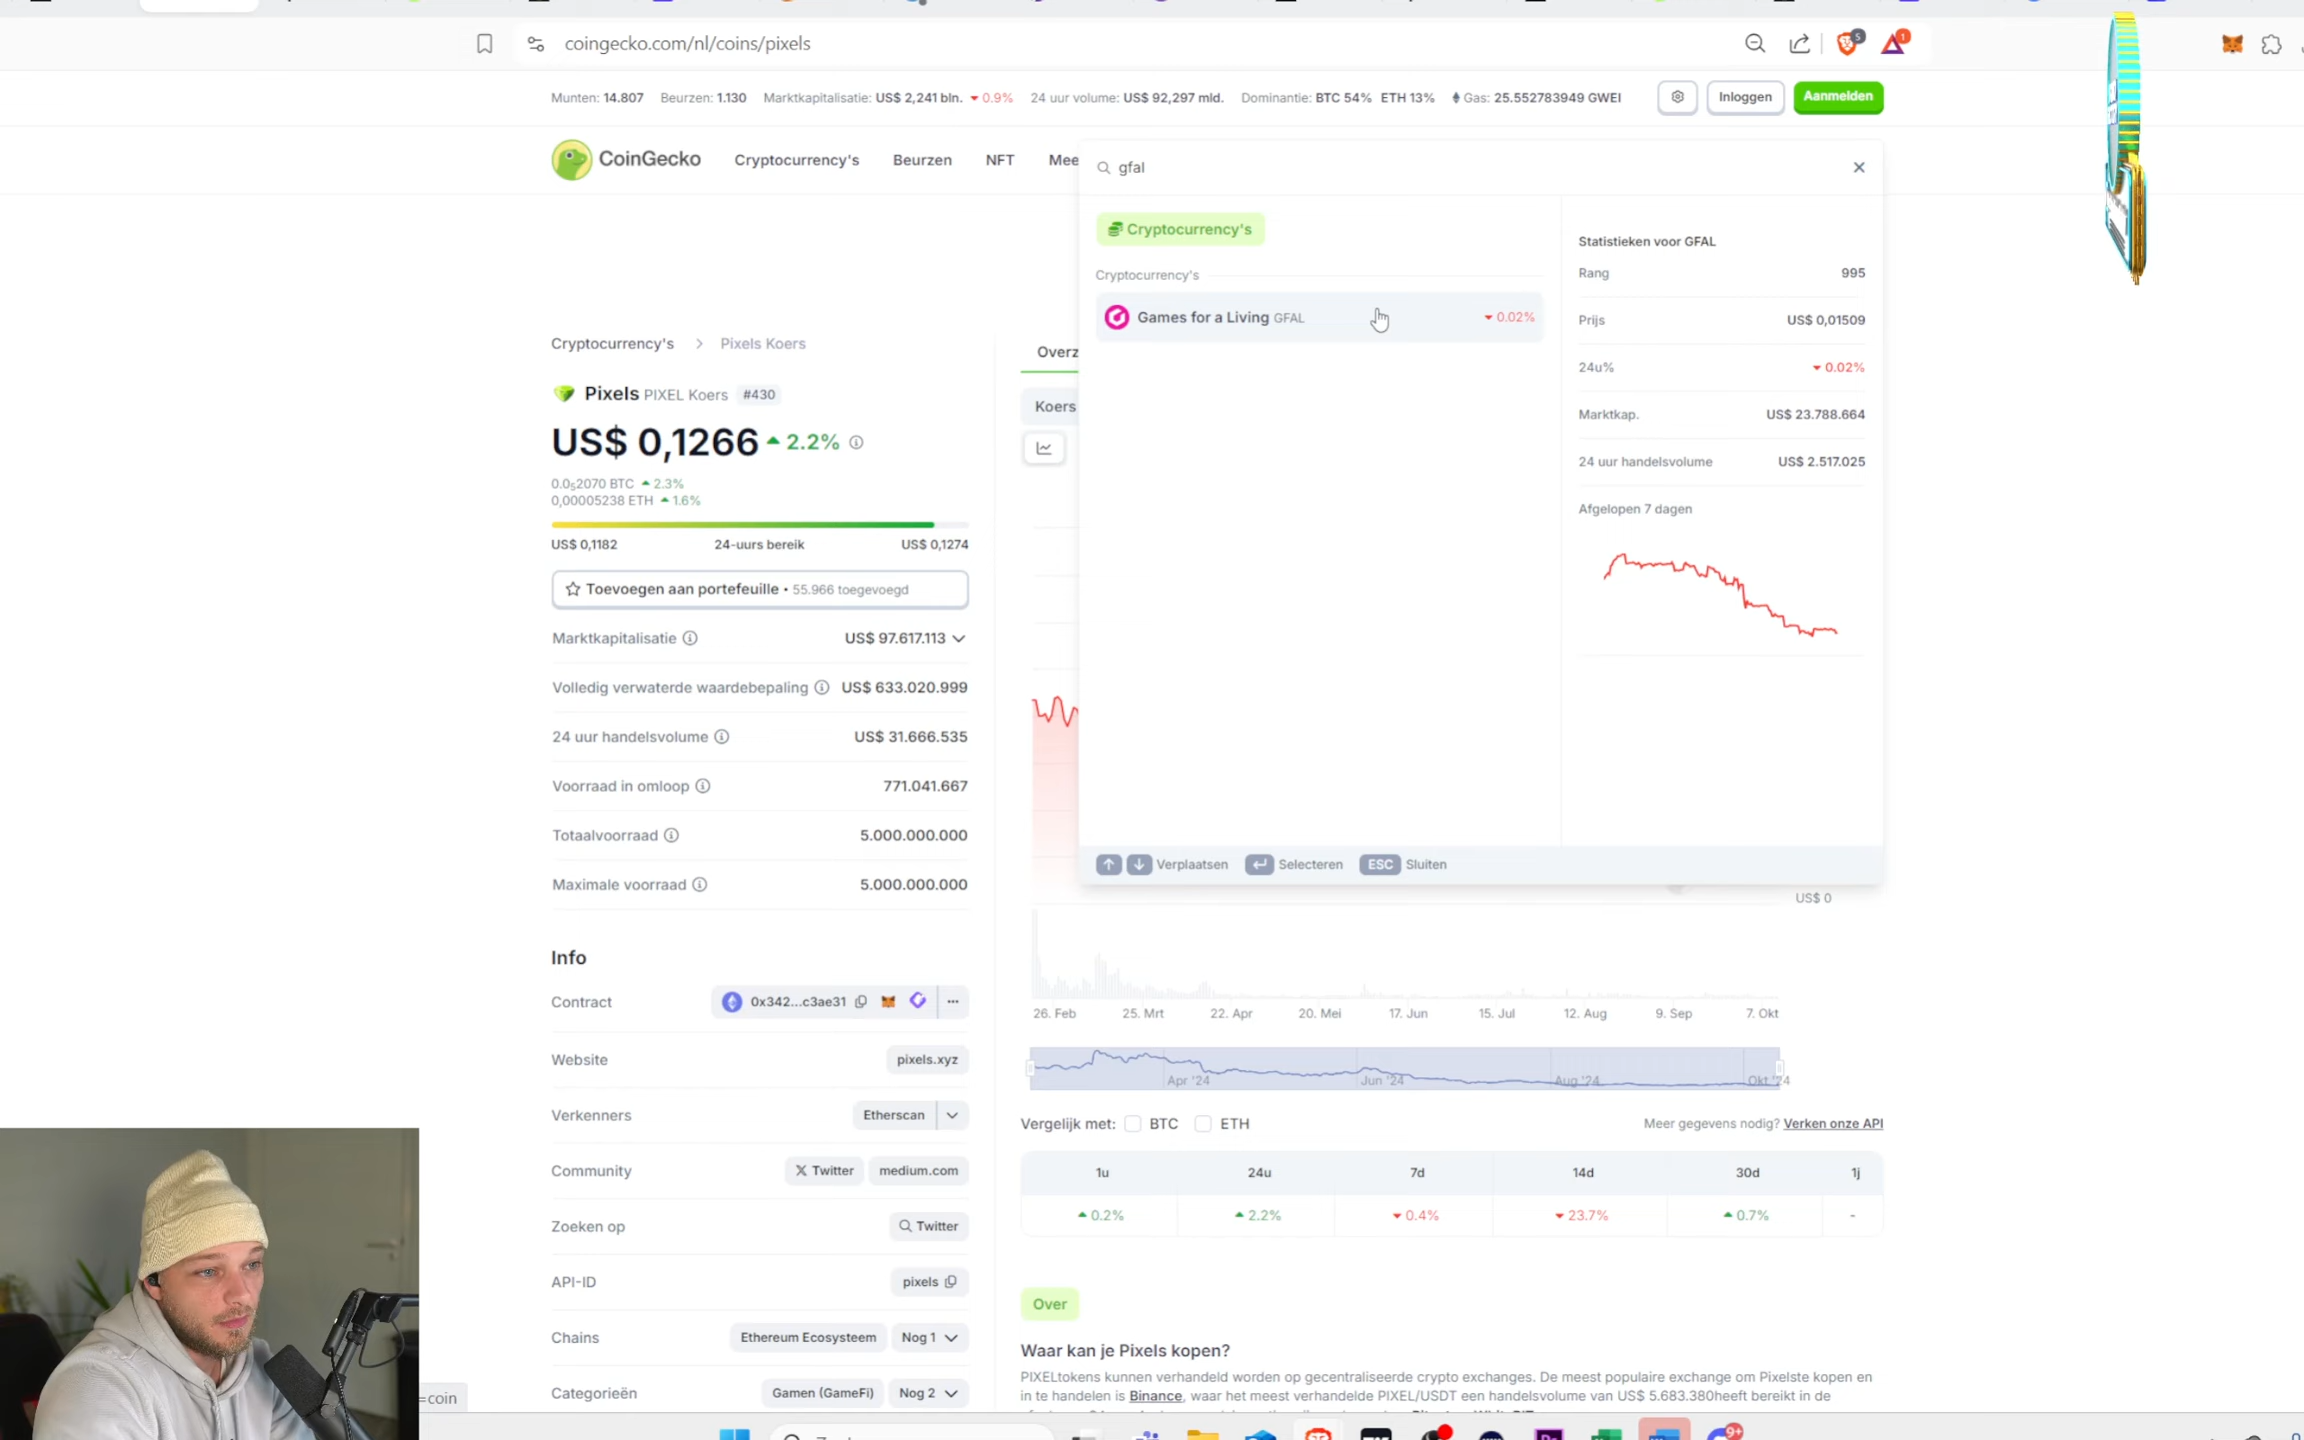 coingecko.com/nl/coins/pixels
5
1
Munten: 14.807 Beurzen: 1.130 Marktkapitalisatie: US$ 2,241 bln. 0.9% 24 uur volume: US$ 92,297 mld. Dominantie: BTC 54% ETH 13% Gas: 25.552783949 GWEI
Inloggen
Aanmelden
CoinGecko
Cryptocurrency's Beurzen NFT Mee
gfal
Cryptocurrency's
Cryptocurrency's
Games for a Living GFAL 0.02%
Statistieken voor GFAL
Rang 995
Prijs US$ 0,01509
24u% 0.02%
Marktkap. US$ 23.788.664
24 uur handelsvolume US$ 2.517.025
Afgelopen 7 dagen
Verplaatsen Selecteren ESC Sluiten
Cryptocurrency's > Pixels Koers
Pixels PIXEL Koers #430
US$ 0,1266 2.2%
0.0₅2070 BTC 2.3%
0,00005238 ETH 1.6%
US$ 0,1182 24-uurs bereik US$ 0,1274
Toevoegen aan portefeuille • 55.966 toegevoegd
Marktkapitalisatie US$ 97.617.113
Volledig verwaterde waardebepaling US$ 633.020.999
24 uur handelsvolume US$ 31.666.535
Voorraad in omloop 771.041.667
Totaalvoorraad 5.000.000.000
Maximale voorraad 5.000.000.000
Info
Contract 0x342...c3ae31
Website pixels.xyz
Verkenners Etherscan
Community Twitter medium.com
Zoeken op Twitter
API-ID pixels
Chains Ethereum Ecosysteem Nog 1
Categorieën Gamen (GameFi) Nog 2
=coin
Overz
Koers
US$ 0
26. Feb 25. Mrt 22. Apr 20. Mei 17. Jun 15. Jul 12. Aug 9. Sep 7. Okt
Apr '24 Jun '24 Aug '24 Okt '24
Vergelijk met: BTC ETH
Meer gegevens nodig? Verken onze API
1u 24u 7d 14d 30d 1j
0.2% 2.2% 0.4% 23.7% 0.7% -
Over
Waar kan je Pixels kopen?
PIXELtokens kunnen verhandeld worden op gecentraliseerde crypto exchanges. De meest populaire exchange om Pixelste kopen en
in te handelen is Binance, waar het meest verhandelde PIXEL/USDT een handelsvolume van US$ 5.683.380heeft bereikt in de
9+